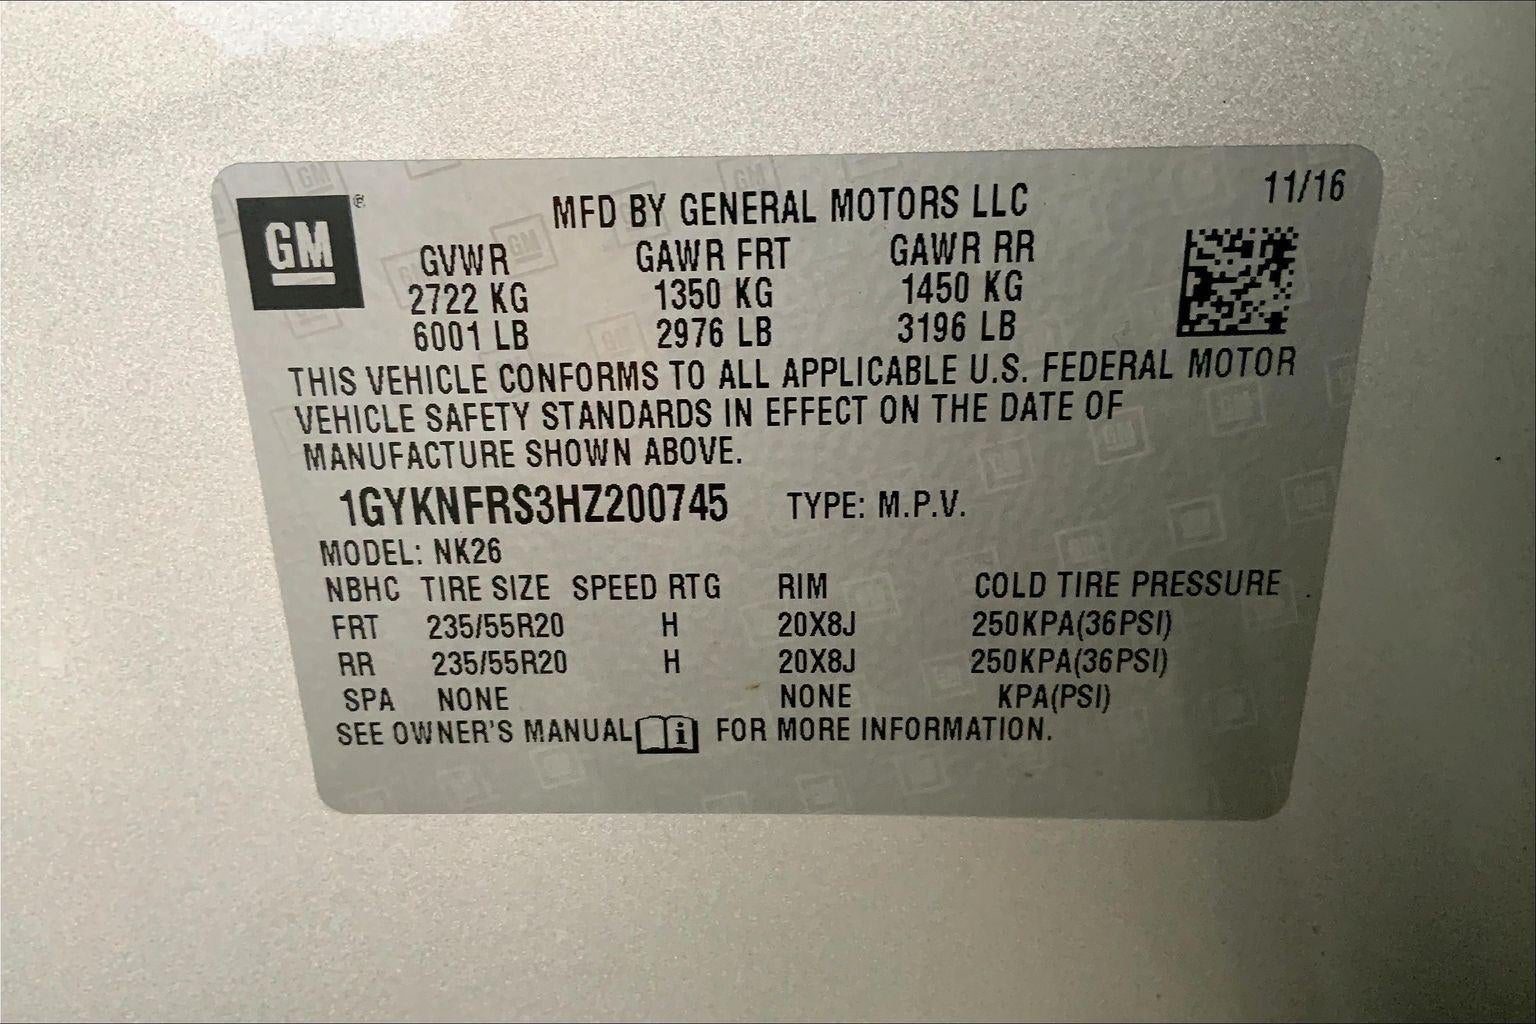 GM®
MFD BY GENERAL MOTORS LLC 11/16
GVWR GAWR FRT GAWR RR
2722 KG 1350 KG 1450 KG
6001 LB 2976 LB 3196 LB
THIS VEHICLE CONFORMS TO ALL APPLICABLE U.S. FEDERAL MOTOR
VEHICLE SAFETY STANDARDS IN EFFECT ON THE DATE OF
MANUFACTURE SHOWN ABOVE.
1GYKNFRS3HZ200745 TYPE: M.P.V.
MODEL: NK26
NBHC TIRE SIZE SPEED RTG RIM COLD TIRE PRESSURE
FRT 235/55R20 H 20X8J 250KPA(36PSI)
RR 235/55R20 H 20X8J 250KPA(36PSI)
SPA NONE NONE KPA(PSI)
SEE OWNER'S MANUAL i FOR MORE INFORMATION.